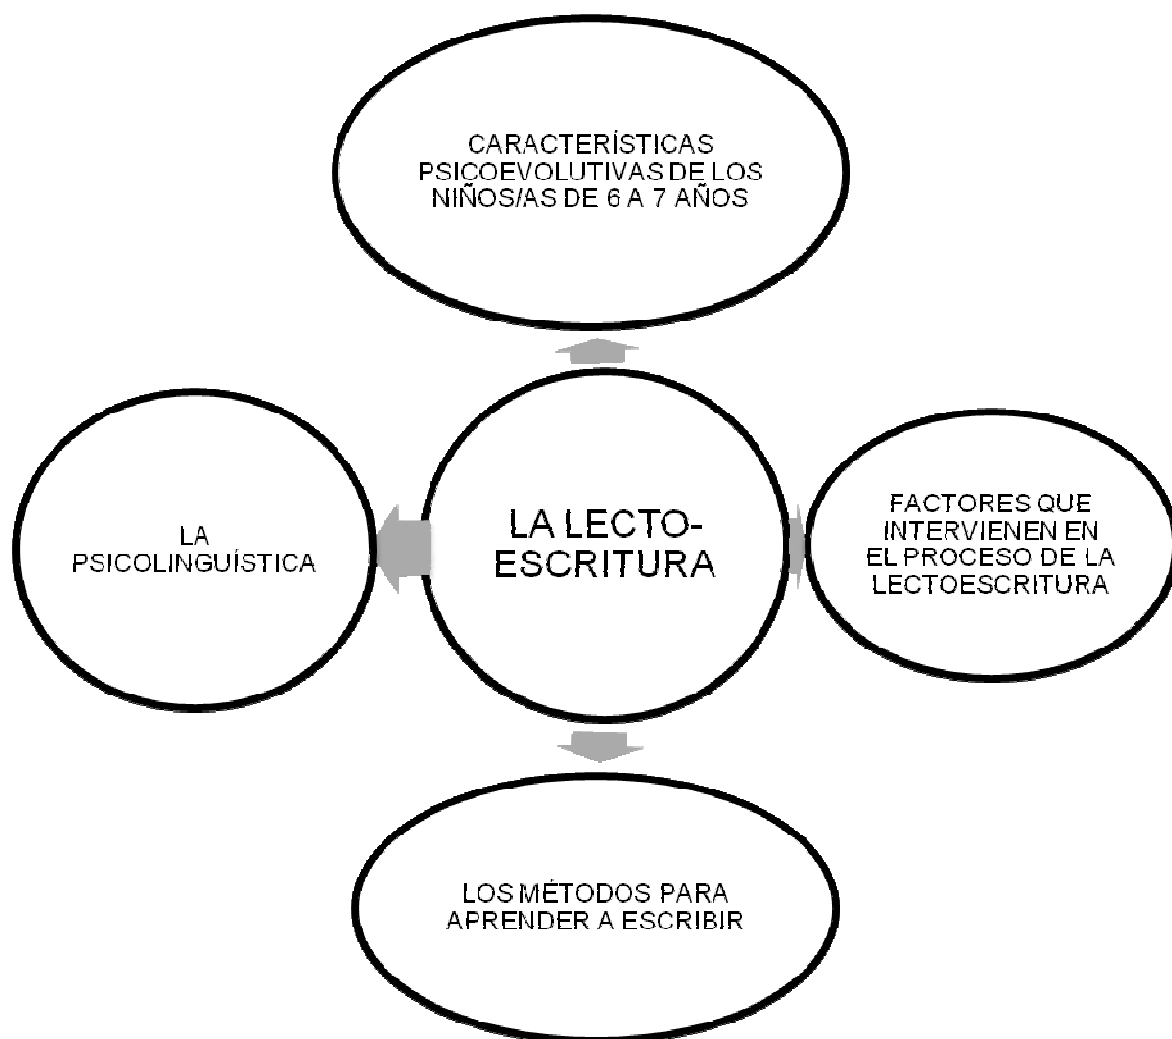 CARACTERÍSTICAS
PSICOEVOLUTIVAS DE LOS
NIÑOS/AS DE 6 A 7 AÑOS
LA
PSICOLINGUÍSTICA
LA LECTO-
ESCRITURA
FACTORES QUE
INTERVIENEN EN
EL PROCESO DE LA
LECTOESCRITURA
LOS MÉTODOS PARA
APRENDER A ESCRIBIR